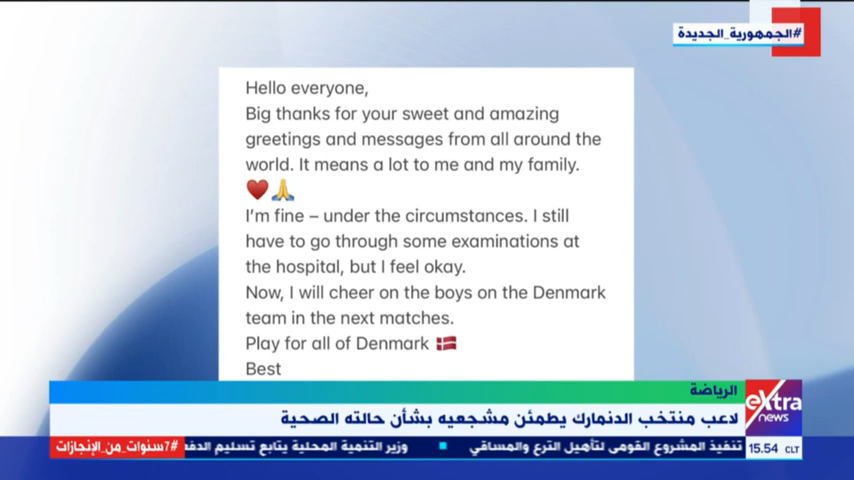 #الجمهورية_الجديدة
Hello everyone,
Big thanks for your sweet and amazing
greetings and messages from all around the
world. It means a lot to me and my family.
❤️🙏
I'm fine – under the circumstances. I still
have to go through some examinations at
the hospital, but I feel okay.
Now, I will cheer on the boys on the Denmark
team in the next matches.
Play for all of Denmark 🇩🇰
Best
الرياضة
لاعب منتخب الدنمارك يطمئن مشجعيه بشأن حالته الصحية
eXtra
news
تنفيذ المشروع القومى لتأهيل الترع والمساقي
وزير التنمية المحلية يتابع تسليم الدفع
#7سنوات_من_الإنجازات
15.54 CLT